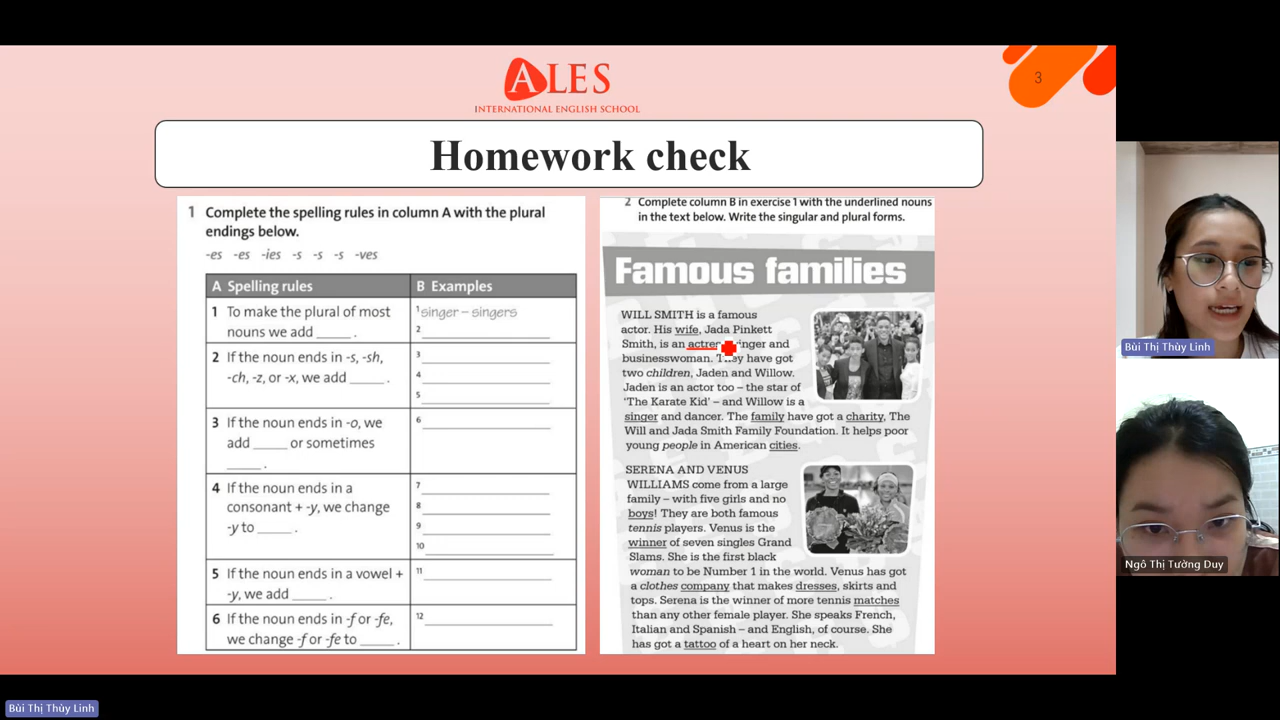 3
ALES
INTERNATIONAL ENGLISH SCHOOL
Homework check
1 Complete the spelling rules in column A with the plural
endings below.
-es -es -ies -s -s -s -ves
A Spelling rules
B Examples
1 To make the plural of most
nouns we add _____ .
1 singer – singers
2
2 If the noun ends in -s, -sh,
-ch, -z, or -x, we add _____ .
3
4
5
3 If the noun ends in -o, we
add _____ or sometimes
_____ .
6
4 If the noun ends in a
consonant + -y, we change
-y to _____ .
7
8
9
10
5 If the noun ends in a vowel +
-y, we add _____ .
11
6 If the noun ends in -f or -fe,
we change -f or -fe to _____ .
12
2 Complete column B in exercise 1 with the underlined nouns
in the text below. Write the singular and plural forms.
Famous families
WILL SMITH is a famous
actor. His wife, Jada Pinkett
Smith, is an and
businesswoman. have got
two children, Jaden and Willow.
Jaden is an actor too – the star of
'The Karate Kid' – and Willow is a
singer and dancer. The family have got a charity, The
Will and Jada Smith Family Foundation. It helps poor
young people in American cities.
SERENA AND VENUS
WILLIAMS come from a large
family – with five girls and no
boys! They are both famous
tennis players. Venus is the
winner of seven singles Grand
Slams. She is the first black
woman to be Number 1 in the world. Venus has got
a clothes company that makes dresses, skirts and
tops. Serena is the winner of more tennis matches
than any other female player. She speaks French,
Italian and Spanish – and English, of course. She
has got a tattoo of a heart on her neck.
Bùi Thị Thùy Linh
Ngô Thị Tường Duy
Bùi Thị Thùy Linh